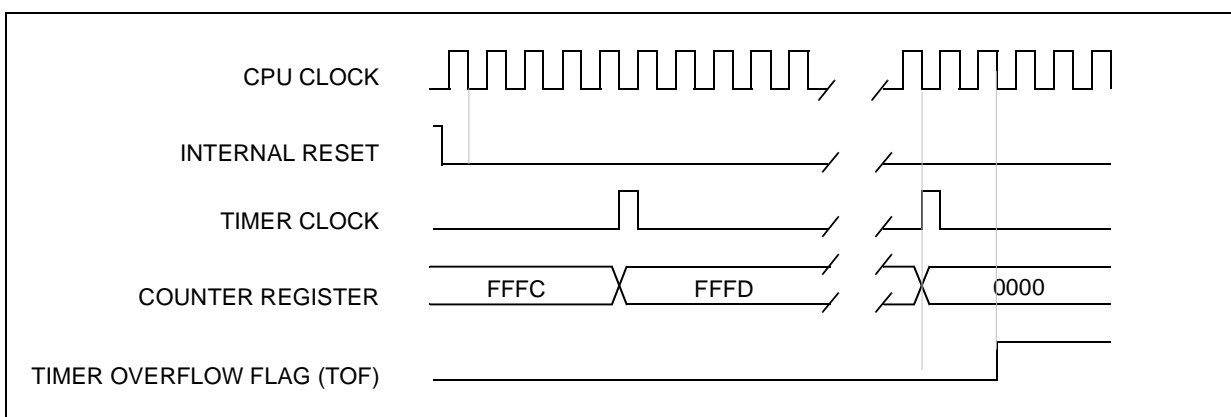 CPU CLOCK
INTERNAL RESET
TIMER CLOCK
COUNTER REGISTER FFFC FFFD 0000
TIMER OVERFLOW FLAG (TOF)